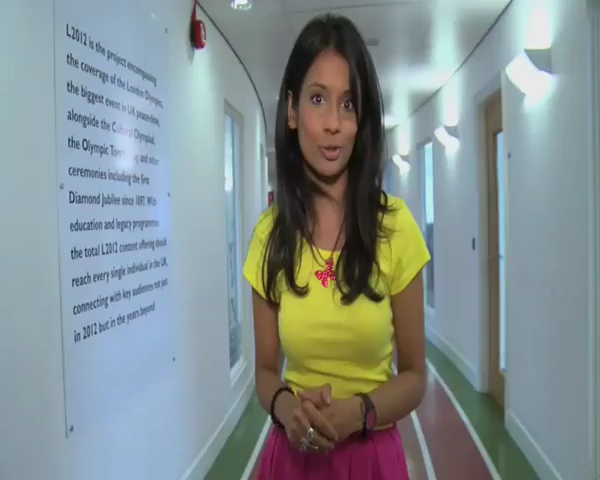 L2012 is the project encompassing
the coverage of the London Olympics,
the biggest event in UK peace-time,
alongside the Cultural Olympiad,
the Olympic and other
ceremonies including the first
Diamond Jubilee since 1897. With
education and legacy programmes
the total L2012 content offering should
reach every single individual in the UK,
connecting with key audiences not just
in 2012 but in the years beyond